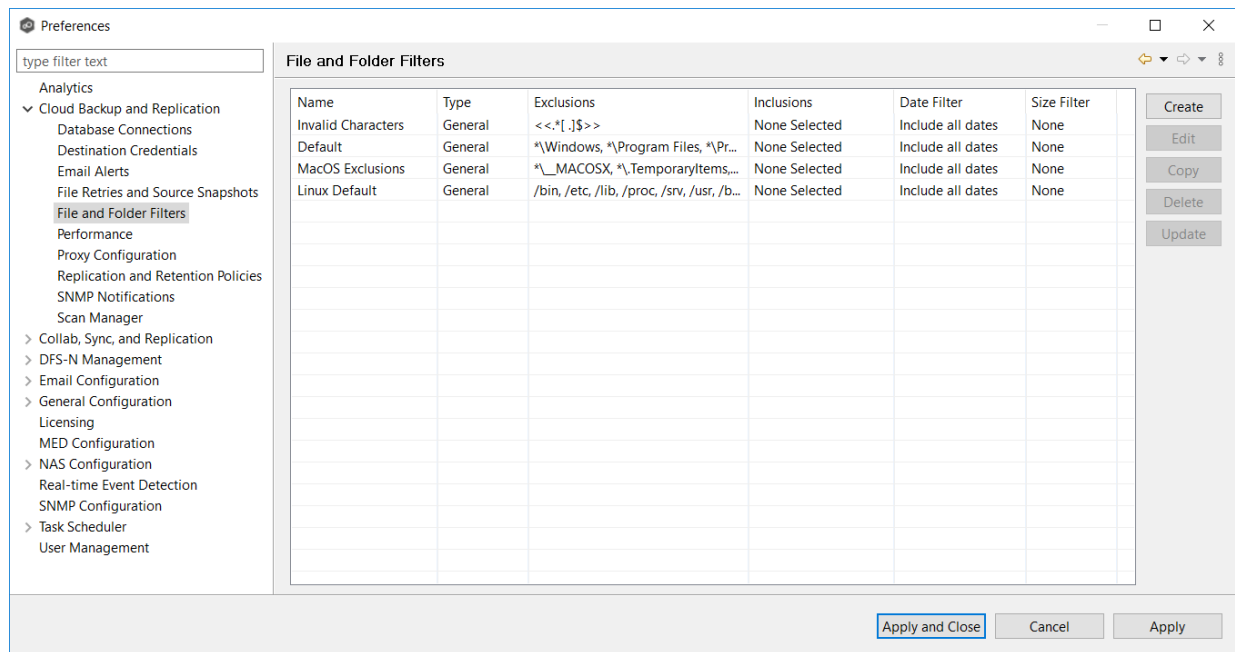 Preferences
type filter text
Analytics
Cloud Backup and Replication
Database Connections
Destination Credentials
Email Alerts
File Retries and Source Snapshots
File and Folder Filters
Performance
Proxy Configuration
Replication and Retention Policies
SNMP Notifications
Scan Manager
Collab, Sync, and Replication
DFS-N Management
Email Configuration
General Configuration
Licensing
MED Configuration
NAS Configuration
Real-time Event Detection
SNMP Configuration
Task Scheduler
User Management
File and Folder Filters
Name Type Exclusions Inclusions Date Filter Size Filter
Invalid Characters General <<.*[ .]$>> None Selected Include all dates None
Default General *\Windows, *\Program Files, *\Pr... None Selected Include all dates None
MacOS Exclusions General *\__MACOSX, *\.TemporaryItems,... None Selected Include all dates None
Linux Default General /bin, /etc, /lib, /proc, /srv, /usr, /b... None Selected Include all dates None
Create
Edit
Copy
Delete
Update
Apply and Close Cancel Apply